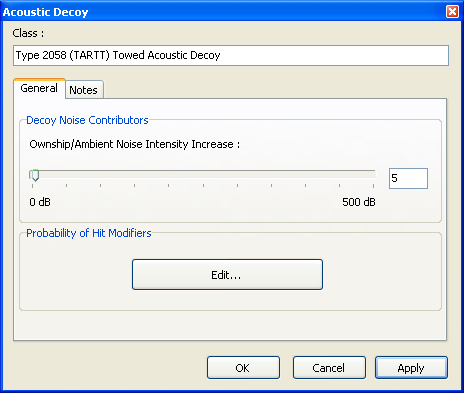 Acoustic Decoy
Class :
Type 2058 (TARTT) Towed Acoustic Decoy
General Notes
Decoy Noise Contributors
Ownship/Ambient Noise Intensity Increase :
5
0 dB 500 dB
Probability of Hit Modifiers
Edit...
OK Cancel Apply